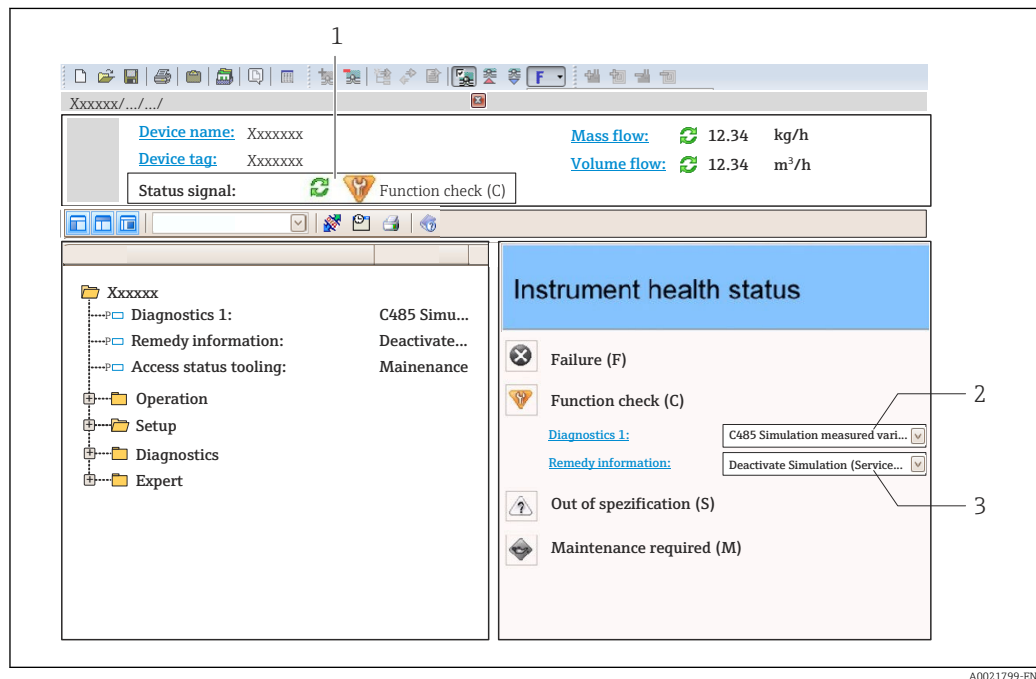 1
F
Xxxxxx/.../.../
Device name: Xxxxxxx
Mass flow: 12.34 kg/h
Device tag: Xxxxxxx
Volume flow: 12.34 m³/h
Status signal: Function check (C)
Xxxxxx
P Diagnostics 1: C485 Simu...
P Remedy information: Deactivate...
P Access status tooling: Mainenance
Operation
Setup
Diagnostics
Expert
Instrument health status
Failure (F)
Function check (C)
2
Diagnostics 1: C485 Simulation measured vari...
Remedy information: Deactivate Simulation (Service...
Out of spezification (S)
3
Maintenance required (M)
A0021799-EN